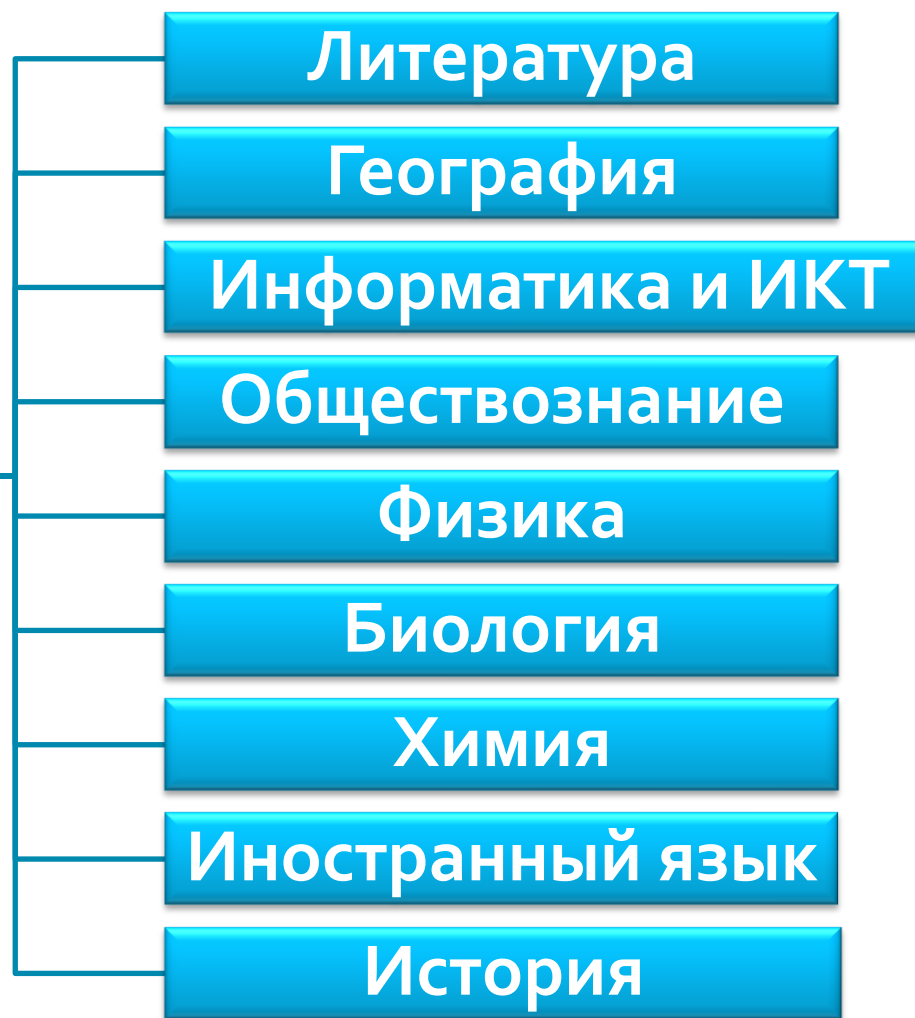 Литература
География
Информатика и ИКТ
Обществознание
Физика
Биология
Химия
Иностранный язык
История